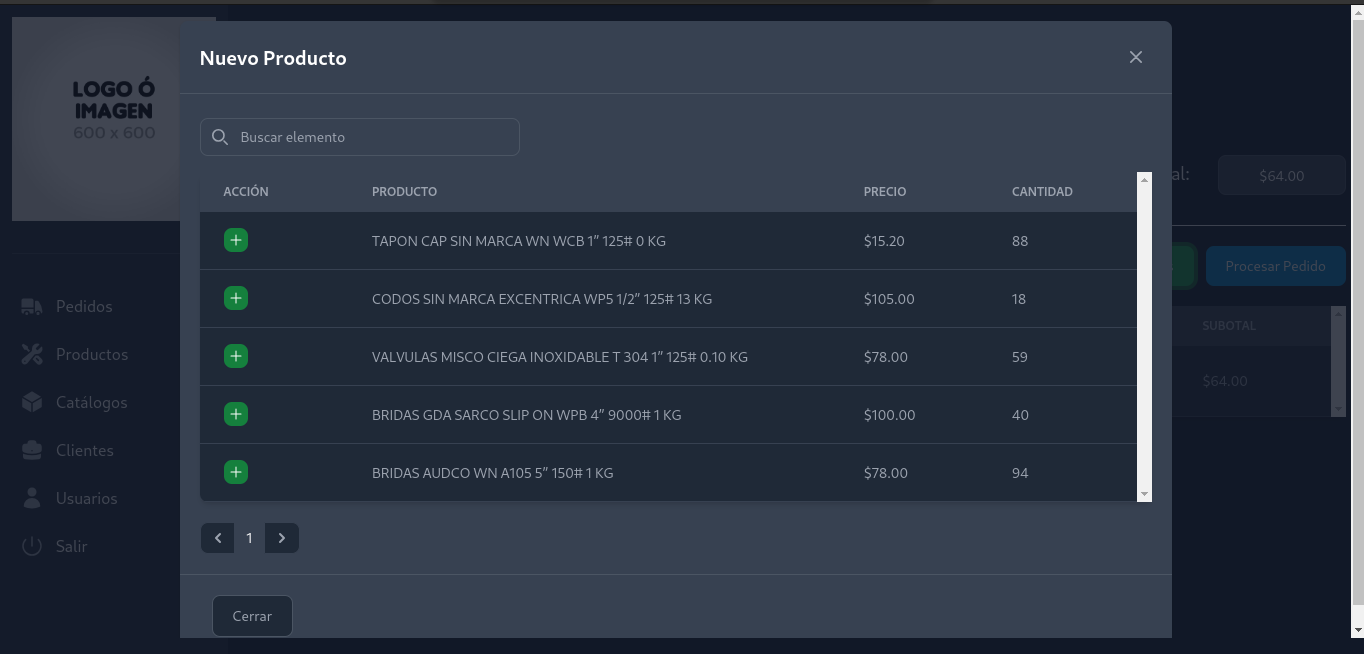 Nuevo Producto
LOGO Ó
IMAGEN
600 x 600
Buscar elemento
al:
$64.00
ACCIÓN PRODUCTO PRECIO CANTIDAD
TAPON CAP SIN MARCA WN WCB 1” 125# 0 KG $15.20 88
CODOS SIN MARCA EXCENTRICA WP5 1/2” 125# 13 KG $105.00 18
VALVULAS MISCO CIEGA INOXIDABLE T 304 1” 125# 0.10 KG $78.00 59
BRIDAS GDA SARCO SLIP ON WPB 4” 9000# 1 KG $100.00 40
BRIDAS AUDCO WN A105 5” 150# 1 KG $78.00 94
1
Cerrar
Pedidos
Productos
Catálogos
Clientes
Usuarios
Salir
Procesar Pedido
SUBOTAL
$64.00